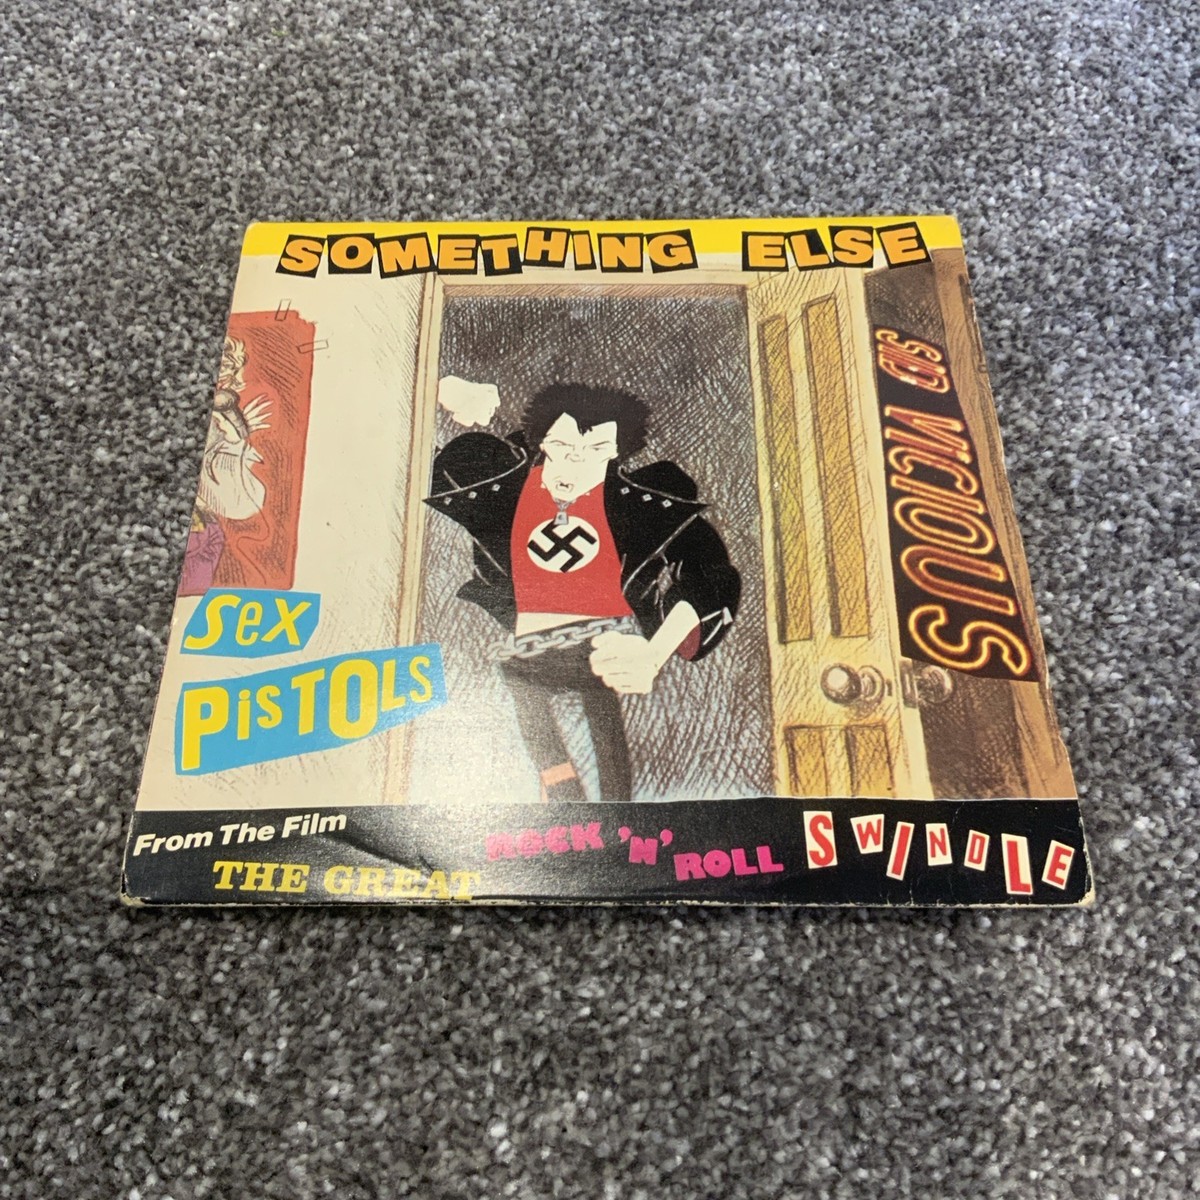 SOMETHING ELSE
SID VICIOUS
Sex
PiSTOLS
From The Film
THE GREAT ROCK 'N' ROLL SWINDLE